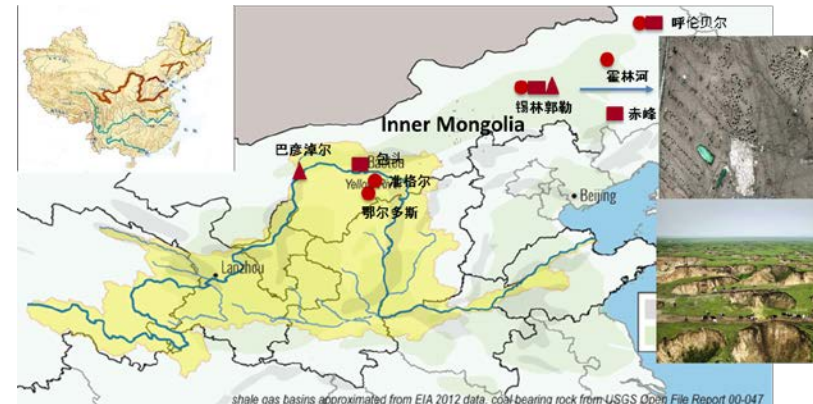 呼伦贝尔
霍林河
锡林郭勒
赤峰
Inner Mongolia
巴彦淖尔
包头
准格尔
鄂尔多斯
Beijing
Lanzhou
shale gas basins approximated from EIA 2012 data, coal bearing rock from USGS Open File Report 00-047